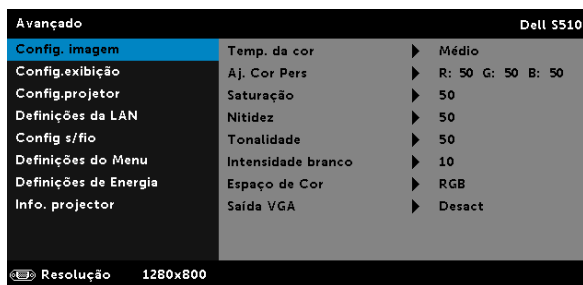 Avançado Dell S510
Config. imagem Temp. da cor Médio
Config.exibição Aj. Cor Pers R: 50 G: 50 B: 50
Config.projetor Saturação 50
Definições da LAN Nitidez 50
Config s/fio Tonalidade 50
Definições do Menu Intensidade branco 10
Definições de Energia Espaço de Cor RGB
Info. projector Saída VGA Desact
Resolução 1280x800